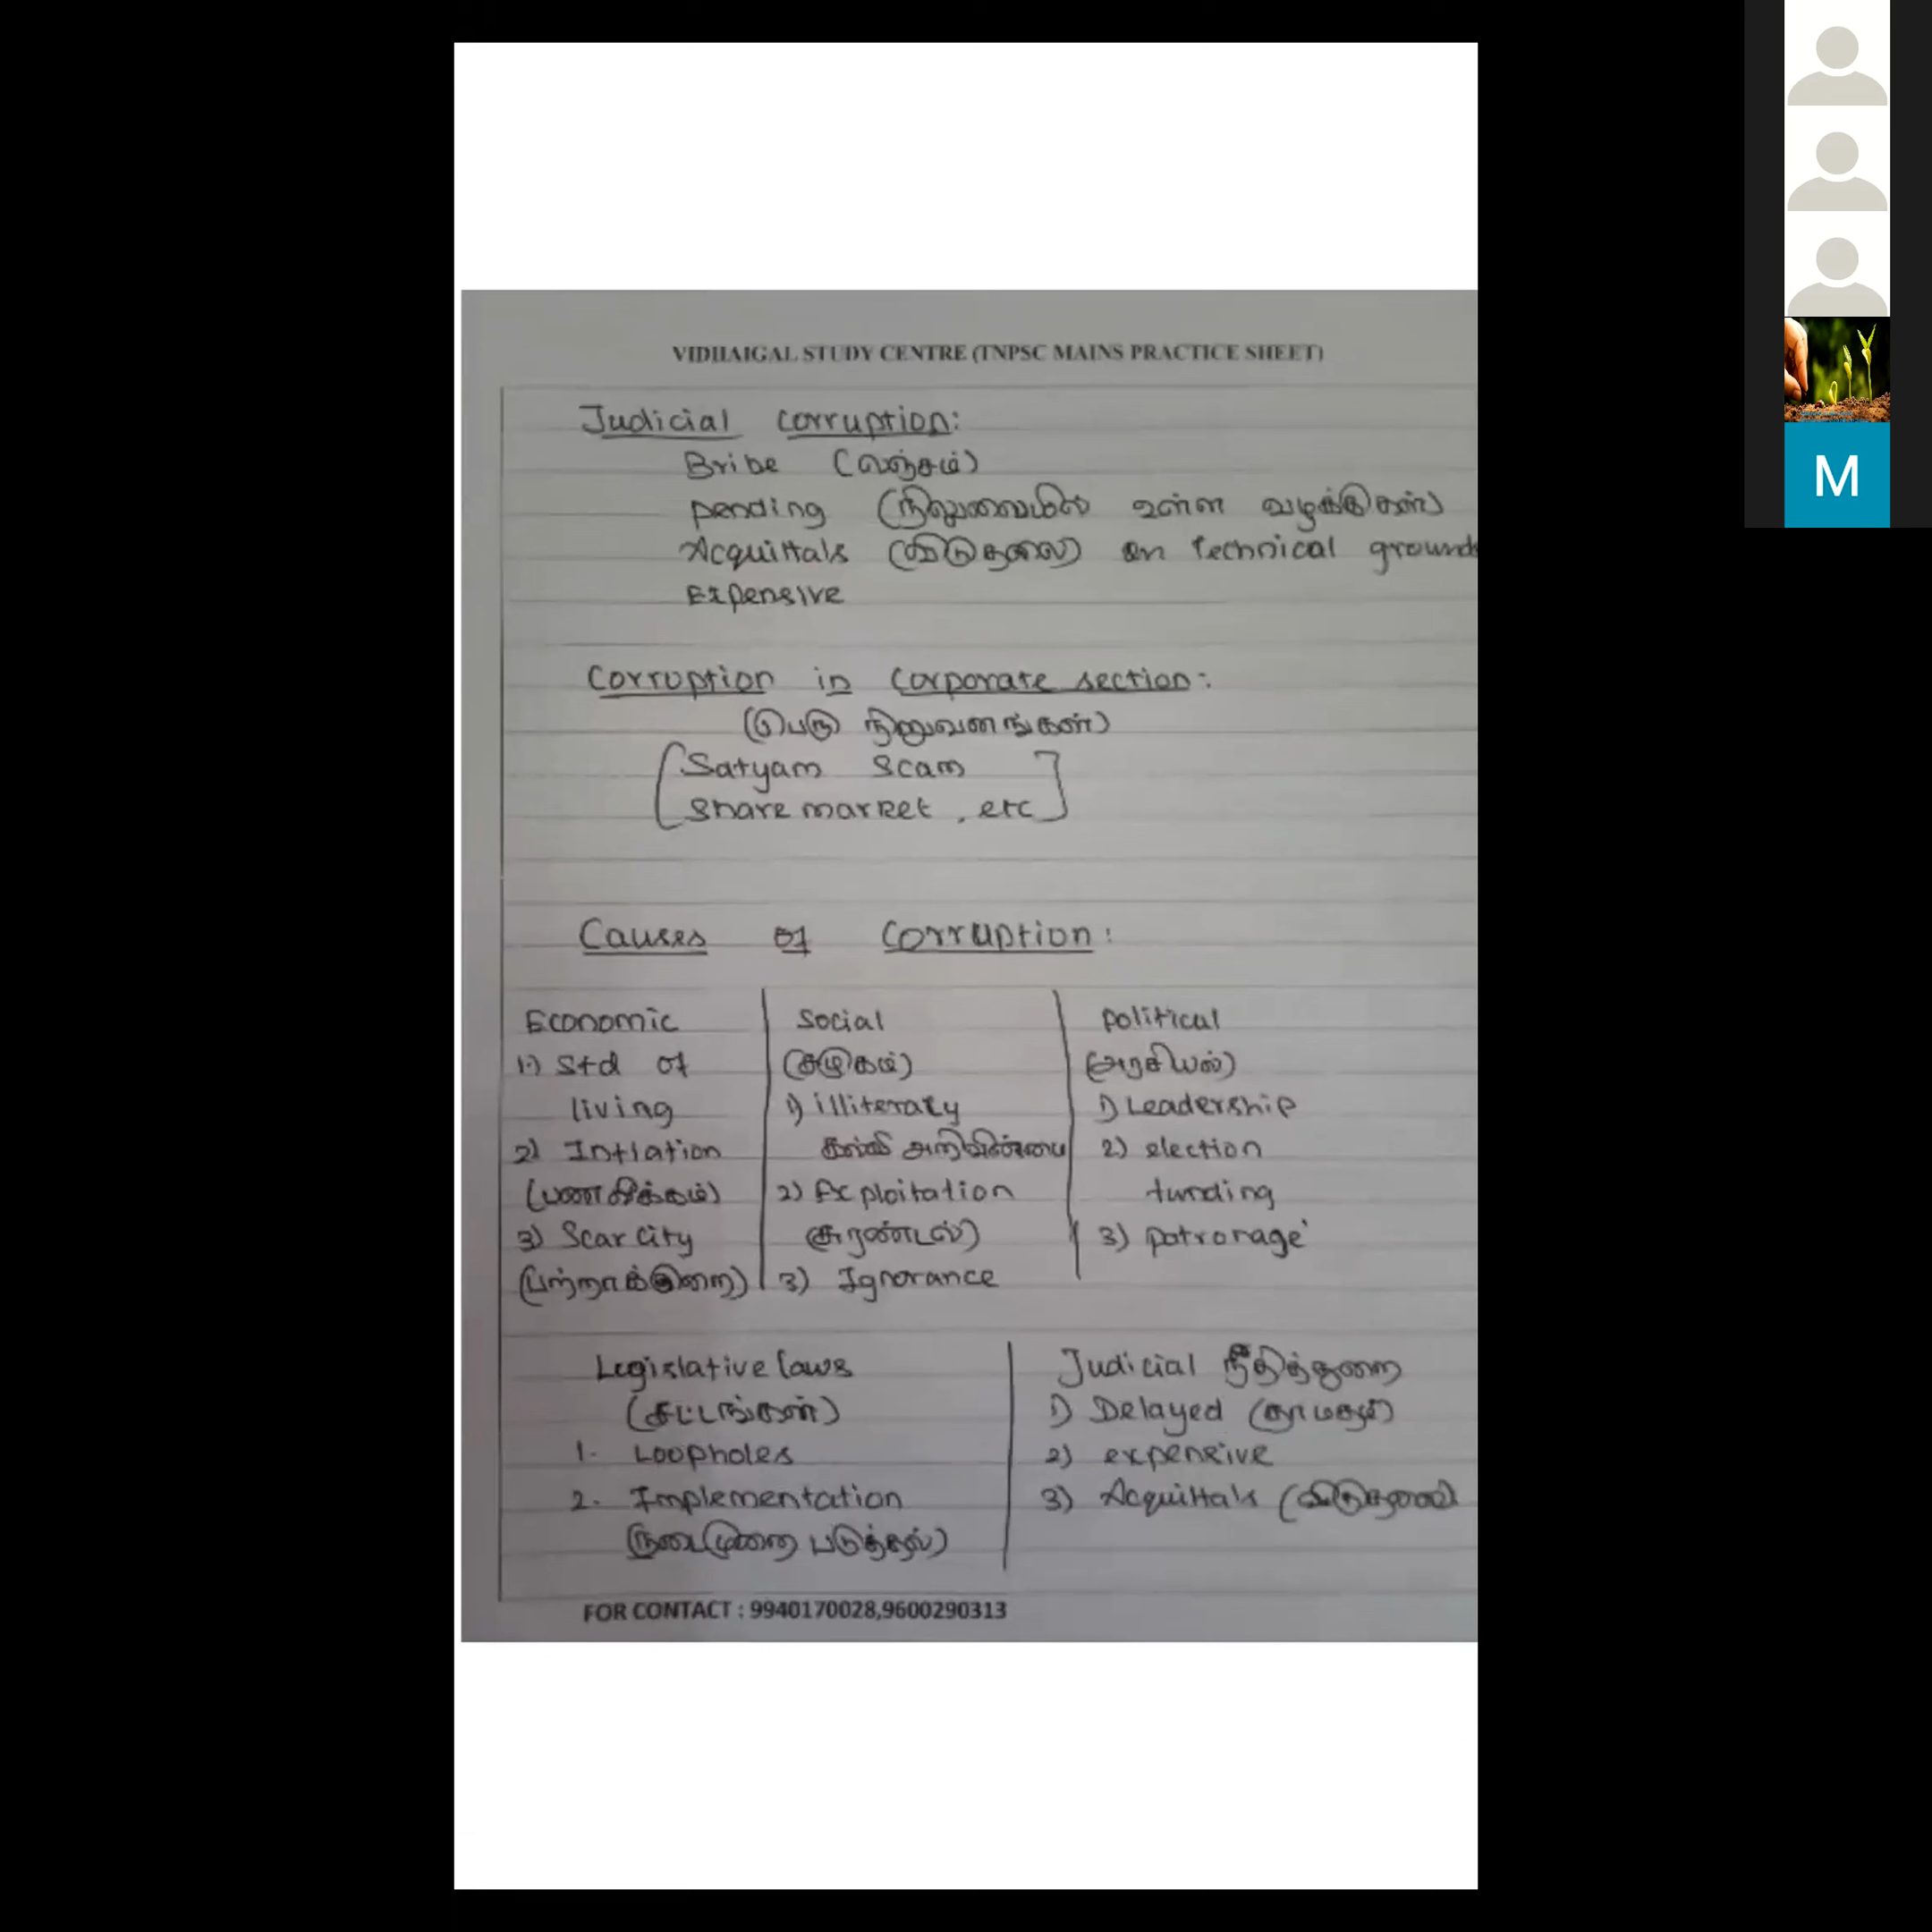 VIDHAIGAL STUDY CENTRE (TNPSC MAINS PRACTICE SHEET)
Judicial Corruption:
Bribe (லஞ்சம்)
pending (நிலுவையில் உள்ள வழக்குகள்)
Acquittals (விடுதலை) on technical grounds
Expensive
Corruption in Corporate section:
(பெரு நிறுவனங்கள்)
Satyam Scam
Share market, etc
Causes of Corruption:
Economic
1) Std of
living
2) Inflation
(பணவீக்கம்)
3) Scarcity
(பற்றாக்குறை)
Social
(சமூகம்)
1) illiteracy
கல்வி அறிவின்மை
2) Exploitation
(சுரண்டல்)
3) Ignorance
political
(அரசியல்)
1) Leadership
2) election
funding
3) patronage
Legislative laws
(சட்டங்கள்)
1. Loopholes
2. Implementation
(நடைமுறை படுத்தல்)
Judicial நீதித்துறை
1) Delayed (தாமதம்)
2) expensive
3) Acquittals (விடுதலை)
FOR CONTACT : 9940170028,9600290313
M